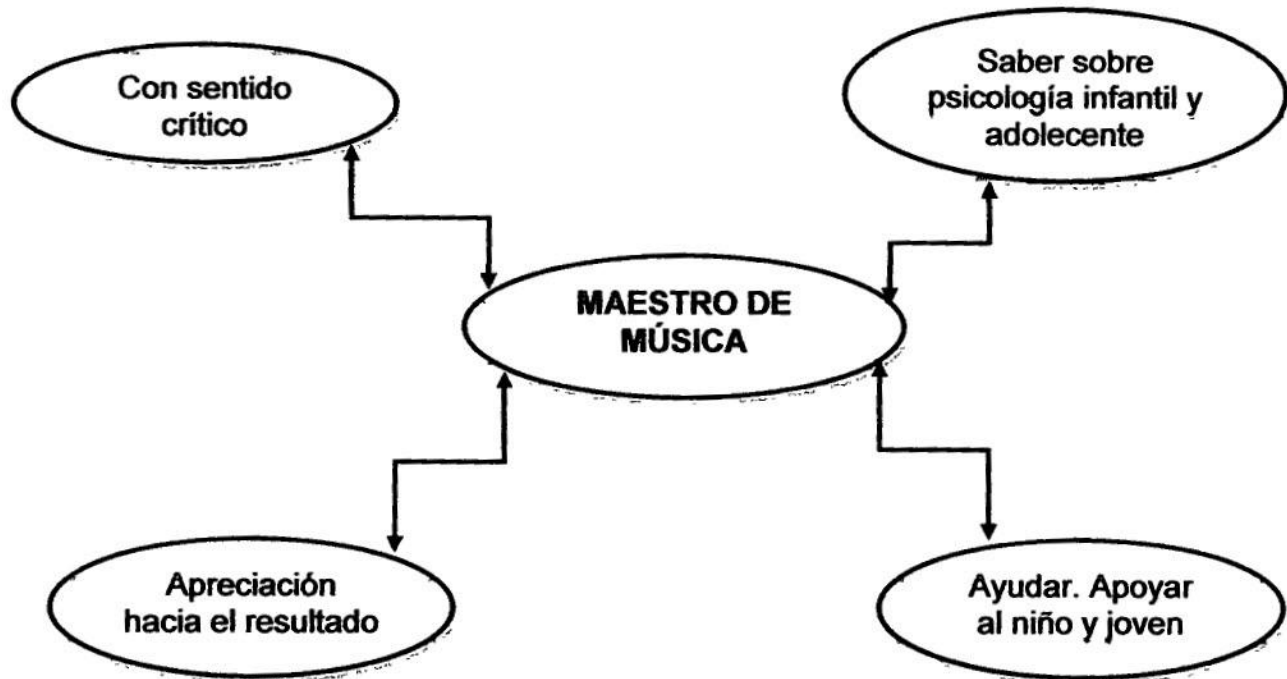 Con sentido
crítico
Saber sobre
psicología infantil y
adolecente
MAESTRO DE
MÚSICA
Apreciación
hacia el resultado
Ayudar. Apoyar
al niño y joven